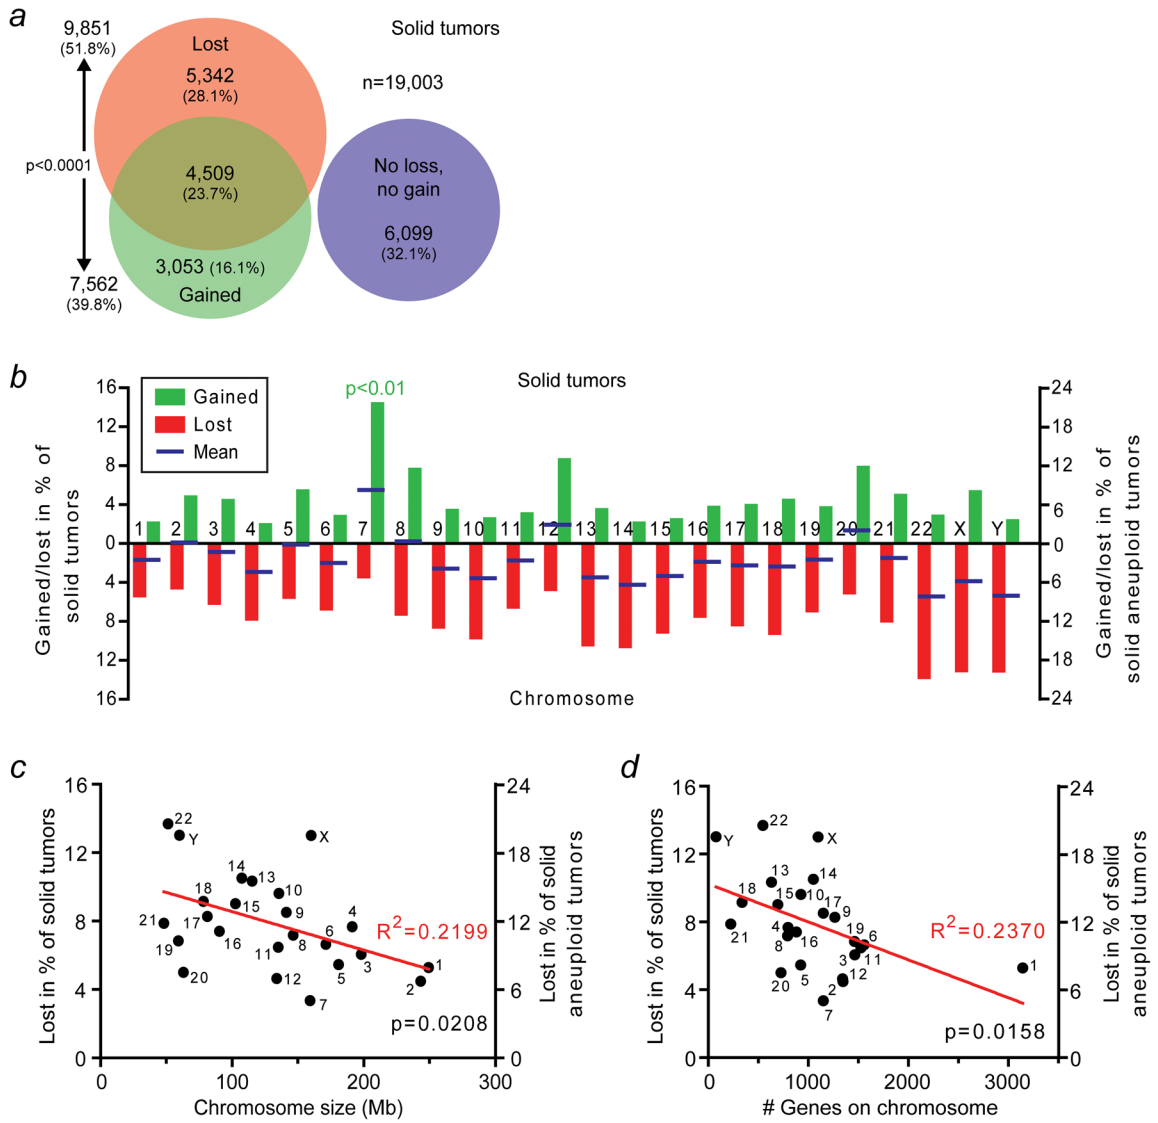 a
9,851
(51.8%)
p<0.0001
7,562
(39.8%)
Lost
5,342
(28.1%)
4,509
(23.7%)
3,053 (16.1%)
Gained
Solid tumors
n=19,003
No loss,
no gain
6,099
(32.1%)
b
Solid tumors
Gained
Lost
Mean
p<0.01
Gained/lost in % of
solid tumors
16
12
8
4
0
4
8
12
16
1 2 3 4 5 6 7 8 9 10 11 12 13 14 15 16 17 18 19 20 21 22 X Y
Chromosome
24
18
12
6
0
6
12
18
24
Gained/lost in % of
solid aneuploid tumors
c
Lost in % of solid tumors
16
12
8
4
0
22
Y
X
14
13
10
18
15
9
21
17
16
4
19
8
6
11
3
20
12
5
2
1
7
R2=0.2199
p=0.0208
0 100 200 300
Chromosome size (Mb)
24
18
12
6
0
Lost in % of solid
aneuploid tumors
d
Lost in % of solid tumors
16
12
8
4
0
Y
22
X
13
14
18
15
10
17
9
21
4
16
19
6
8
3
11
20
5
12
2
1
7
R2=0.2370
p=0.0158
0 1000 2000 3000
# Genes on chromosome
24
18
12
6
0
Lost in % of solid
aneuploid tumors